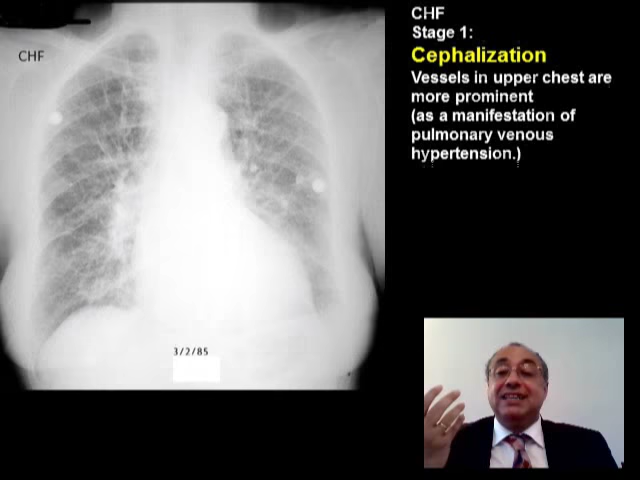 CHF
CHF
Stage 1:
Cephalization
Vessels in upper chest are
more prominent
(as a manifestation of
pulmonary venous
hypertension.)
3/2/85